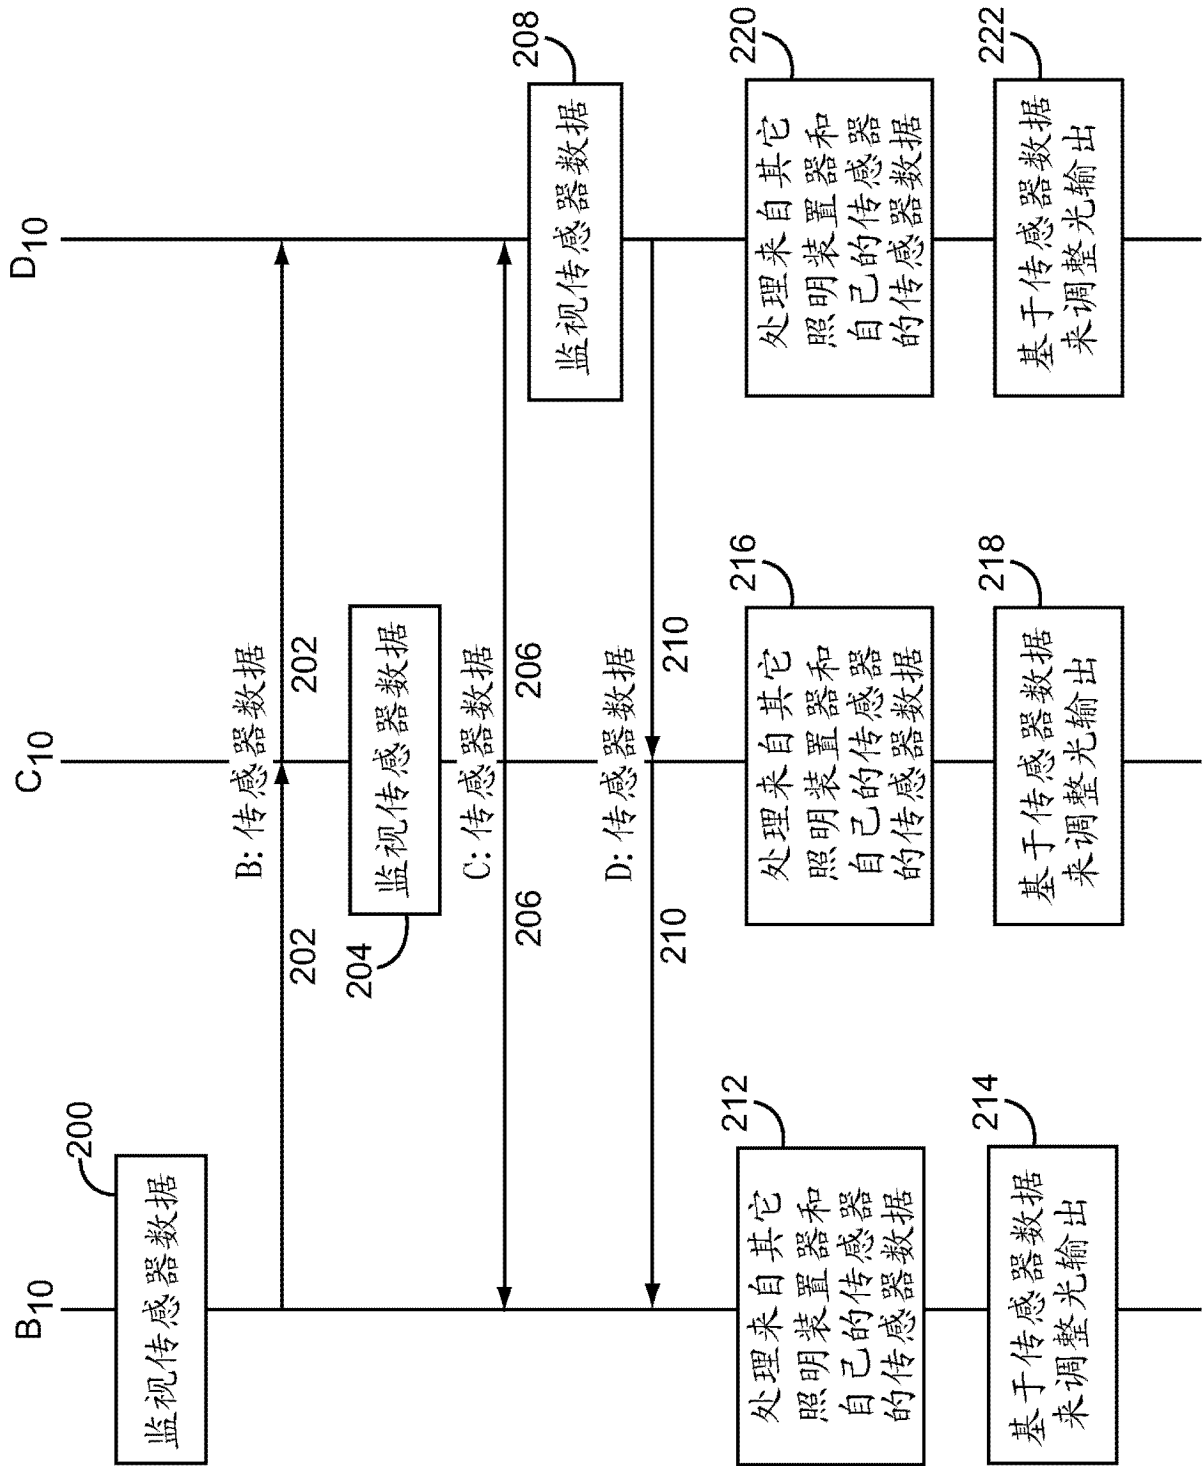 B10
C10
D10
200
监视传感器数据
B: 传感器数据
202
202
204
监视传感器数据
C: 传感器数据
206
206
208
监视传感器数据
D: 传感器数据
210
210
212
处理来自其它
照明装置器和
自己的传感器
的传感器数据
216
处理来自其它
照明装置器和
自己的传感器
的传感器数据
220
处理来自其它
照明装置器和
自己的传感器
的传感器数据
214
基于传感器数据
来调整光输出
218
基于传感器数据
来调整光输出
222
基于传感器数据
来调整光输出